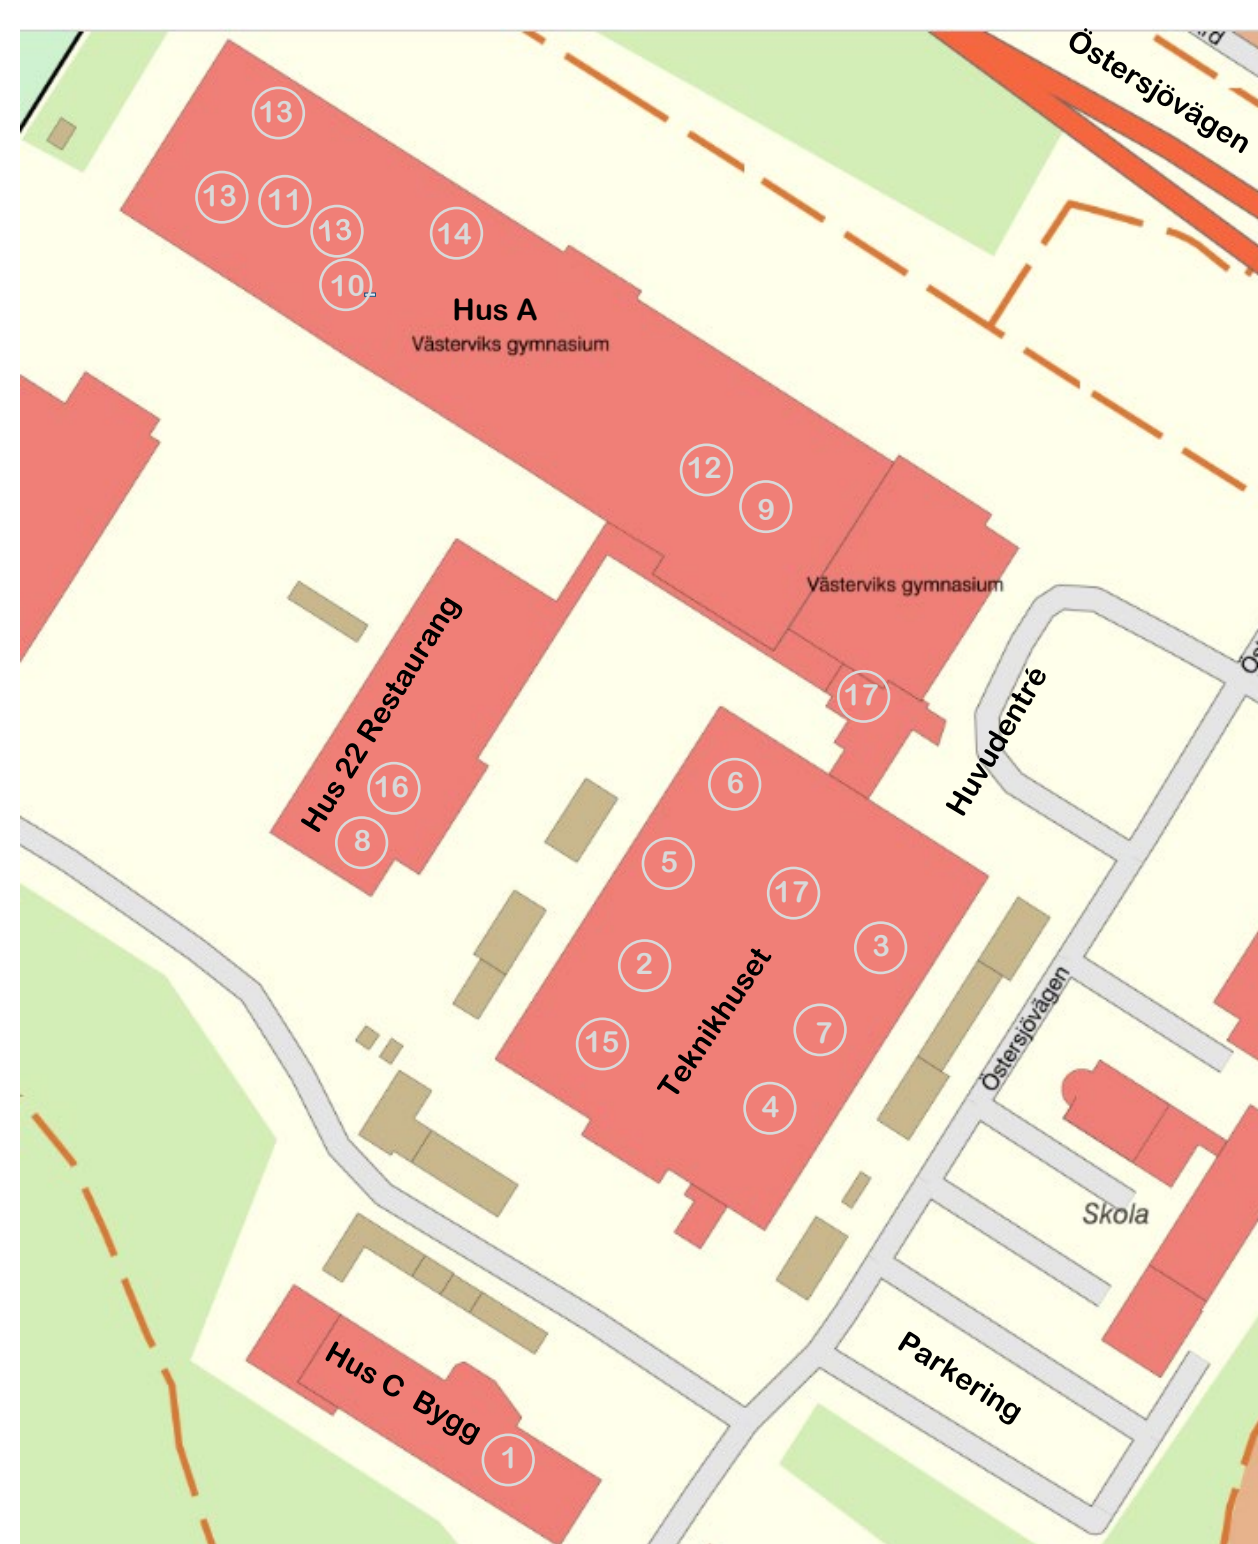 Östersjövägen
13
13
11
13
14
10
Hus A
Västerviks gymnasium
12
9
Västerviks gymnasium
Hus 22 Restaurang
17
Huvudentré
6
16
8
5
17
3
2
7
15
Teknikhuset
4
Östersjövägen
Skola
Parkering
Hus C Bygg
1